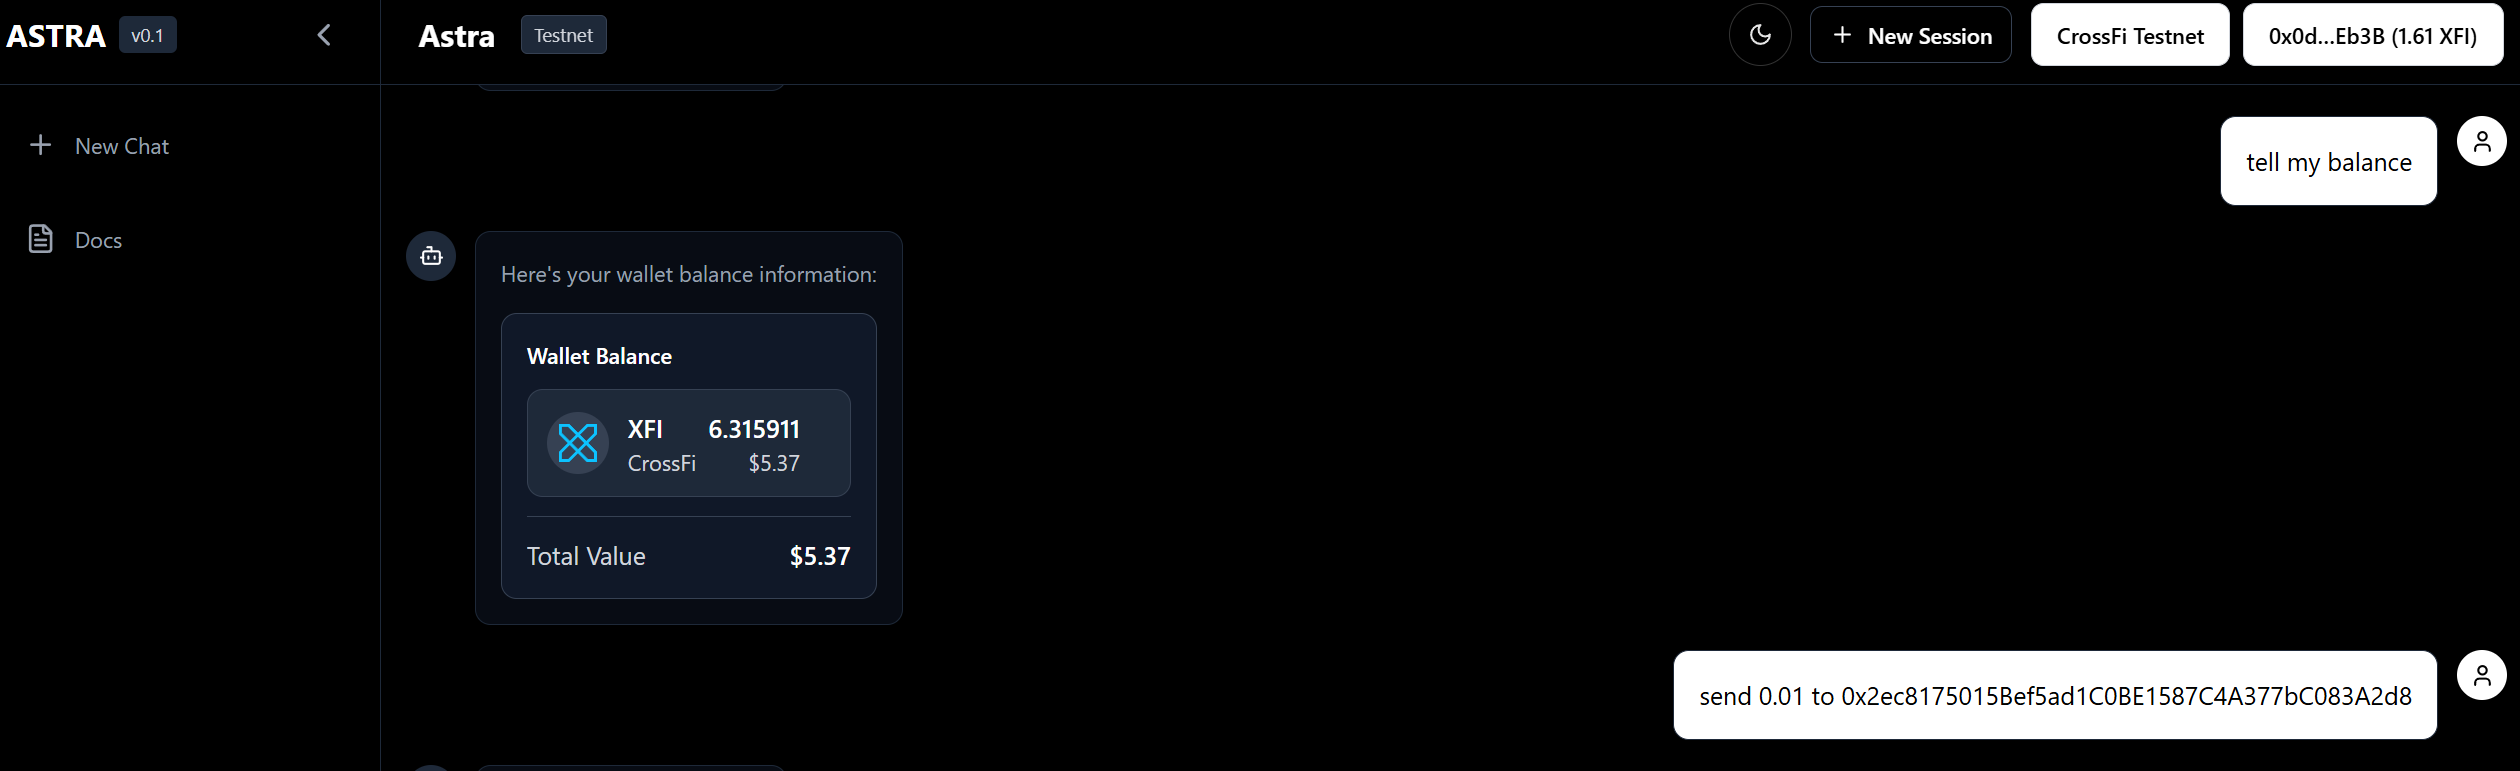 ASTRA v0.1
Astra Testnet
New Session
CrossFi Testnet
0x0d...Eb3B (1.61 XFI)
New Chat
Docs
tell my balance
Here's your wallet balance information:
Wallet Balance
XFI 6.315911
CrossFi $5.37
Total Value $5.37
send 0.01 to 0x2ec8175015Bef5ad1C0BE1587C4A377bC083A2d8